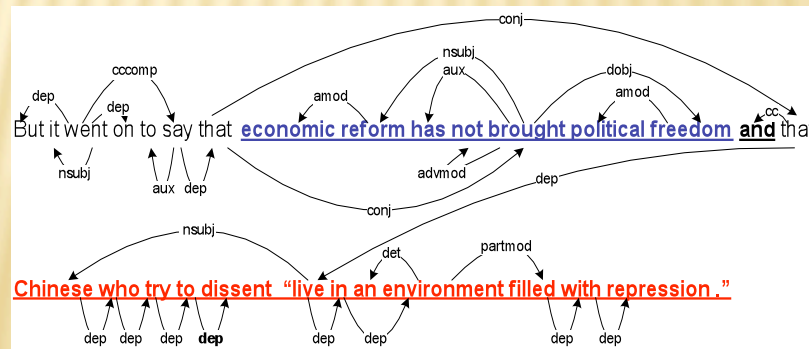 conj
nsubj
cccomp aux dobj
dep dep amod amod cc
But it went on to say that economic reform has not brought political freedom and tha
nsubj aux dep advmod dep
conj
nsubj
det partmod
Chinese who try to dissent “live in an environment filled with repression .”
dep dep dep dep dep dep dep dep